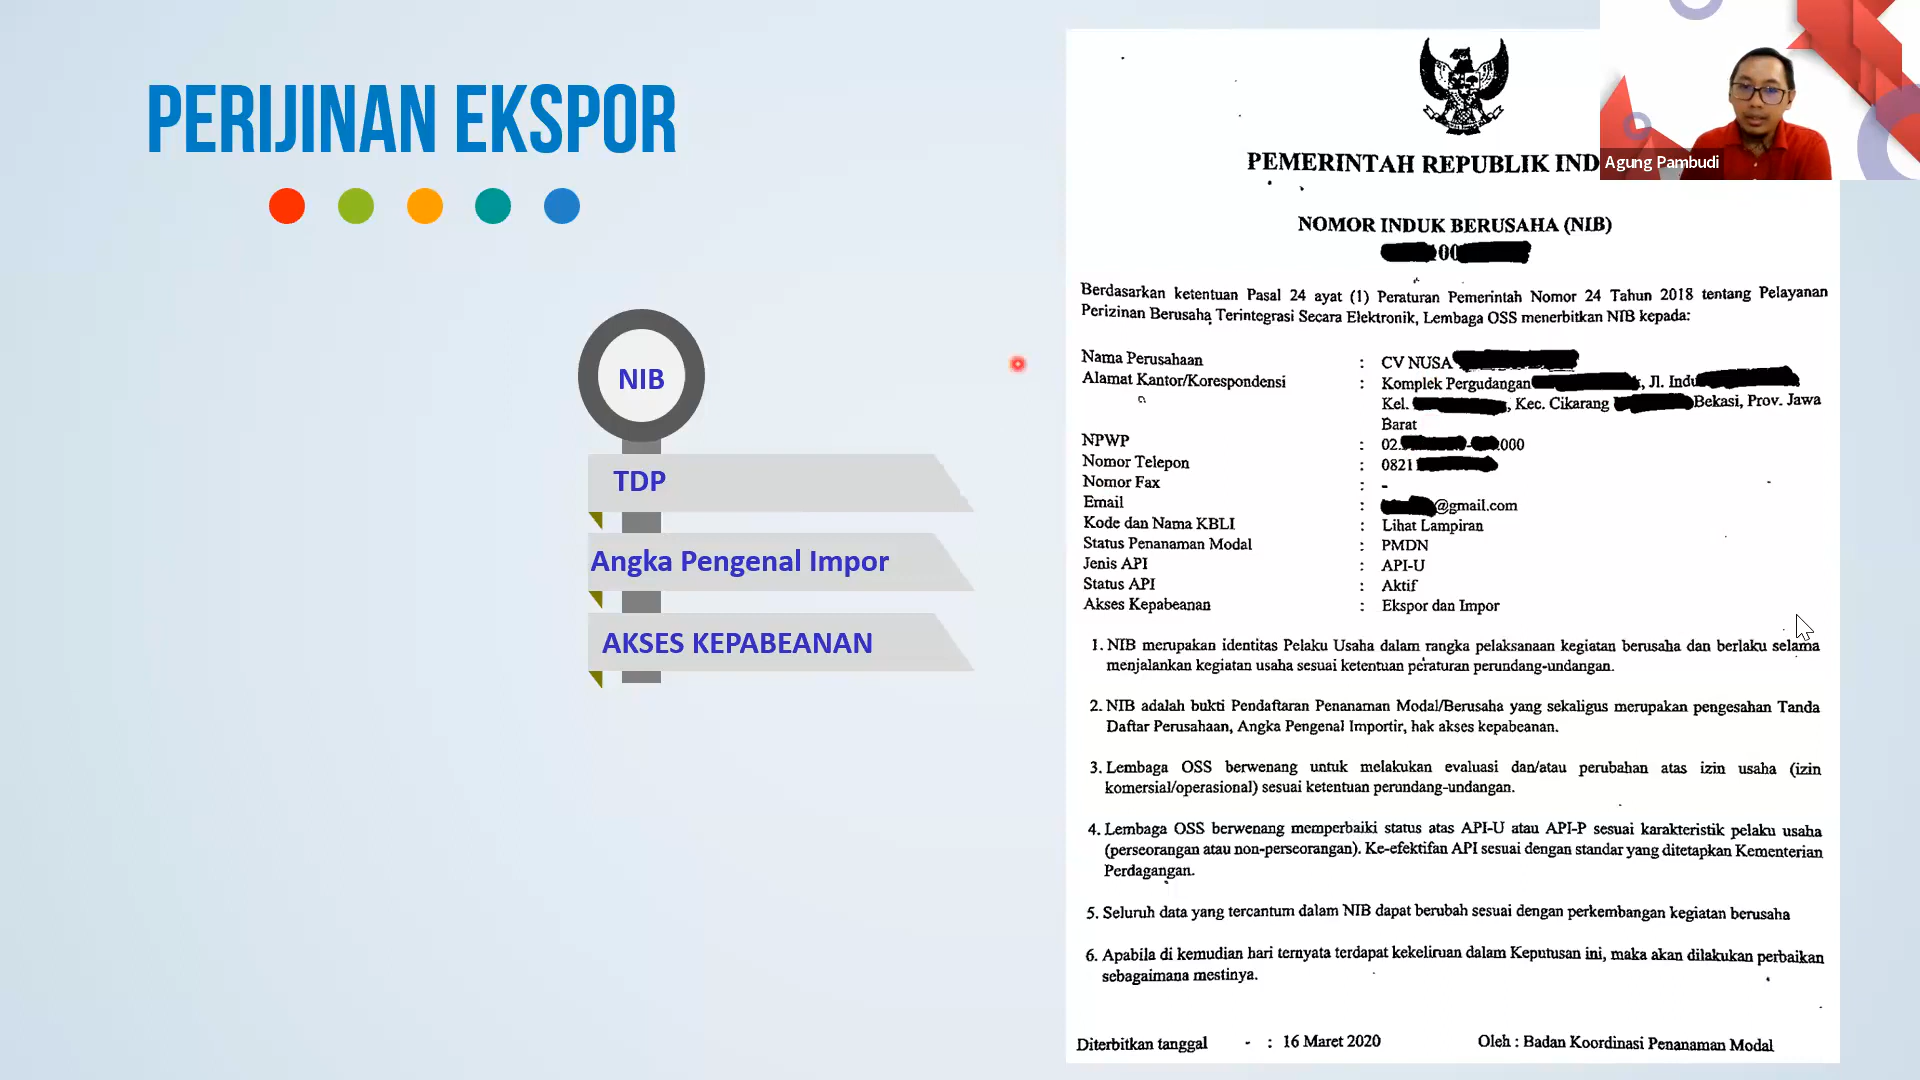 PERIJINAN EKSPOR
NIB
TDP
Angka Pengenal Impor
AKSES KEPABEANAN
Agung Pambudi
PEMERINTAH REPUBLIK IND
NOMOR INDUK BERUSAHA (NIB)
00
Berdasarkan ketentuan Pasal 24 ayat (1) Peraturan Pemerintah Nomor 24 Tahun 2018 tentang Pelayanan
Perizinan Berusaha Terintegrasi Secara Elektronik, Lembaga OSS menerbitkan NIB kepada:
Nama Perusahaan : CV NUSA
Alamat Kantor/Korespondensi : Komplek Pergudangan , Jl. Indu
Kel. , Kec. Cikarang Bekasi, Prov. Jawa
Barat
NPWP : 02. - .000
Nomor Telepon : 0821
Nomor Fax : -
Email : @gmail.com
Kode dan Nama KBLI : Lihat Lampiran
Status Penanaman Modal : PMDN
Jenis API : API-U
Status API : Aktif
Akses Kepabeanan : Ekspor dan Impor
1. NIB merupakan identitas Pelaku Usaha dalam rangka pelaksanaan kegiatan berusaha dan berlaku selama
menjalankan kegiatan usaha sesuai ketentuan peraturan perundang-undangan.
2. NIB adalah bukti Pendaftaran Penanaman Modal/Berusaha yang sekaligus merupakan pengesahan Tanda
Daftar Perusahaan, Angka Pengenal Importir, hak akses kepabeanan.
3. Lembaga OSS berwenang untuk melakukan evaluasi dan/atau perubahan atas izin usaha (izin
komersial/operasional) sesuai ketentuan perundang-undangan.
4. Lembaga OSS berwenang memperbaiki status atas API-U atau API-P sesuai karakteristik pelaku usaha
(perseorangan atau non-perseorangan). Ke-efektifan API sesuai dengan standar yang ditetapkan Kementerian
Perdagangan.
5. Seluruh data yang tercantum dalam NIB dapat berubah sesuai dengan perkembangan kegiatan berusaha
6. Apabila di kemudian hari ternyata terdapat kekeliruan dalam Keputusan ini, maka akan dilakukan perbaikan
sebagaimana mestinya.
Diterbitkan tanggal - : 16 Maret 2020 Oleh : Badan Koordinasi Penanaman Modal